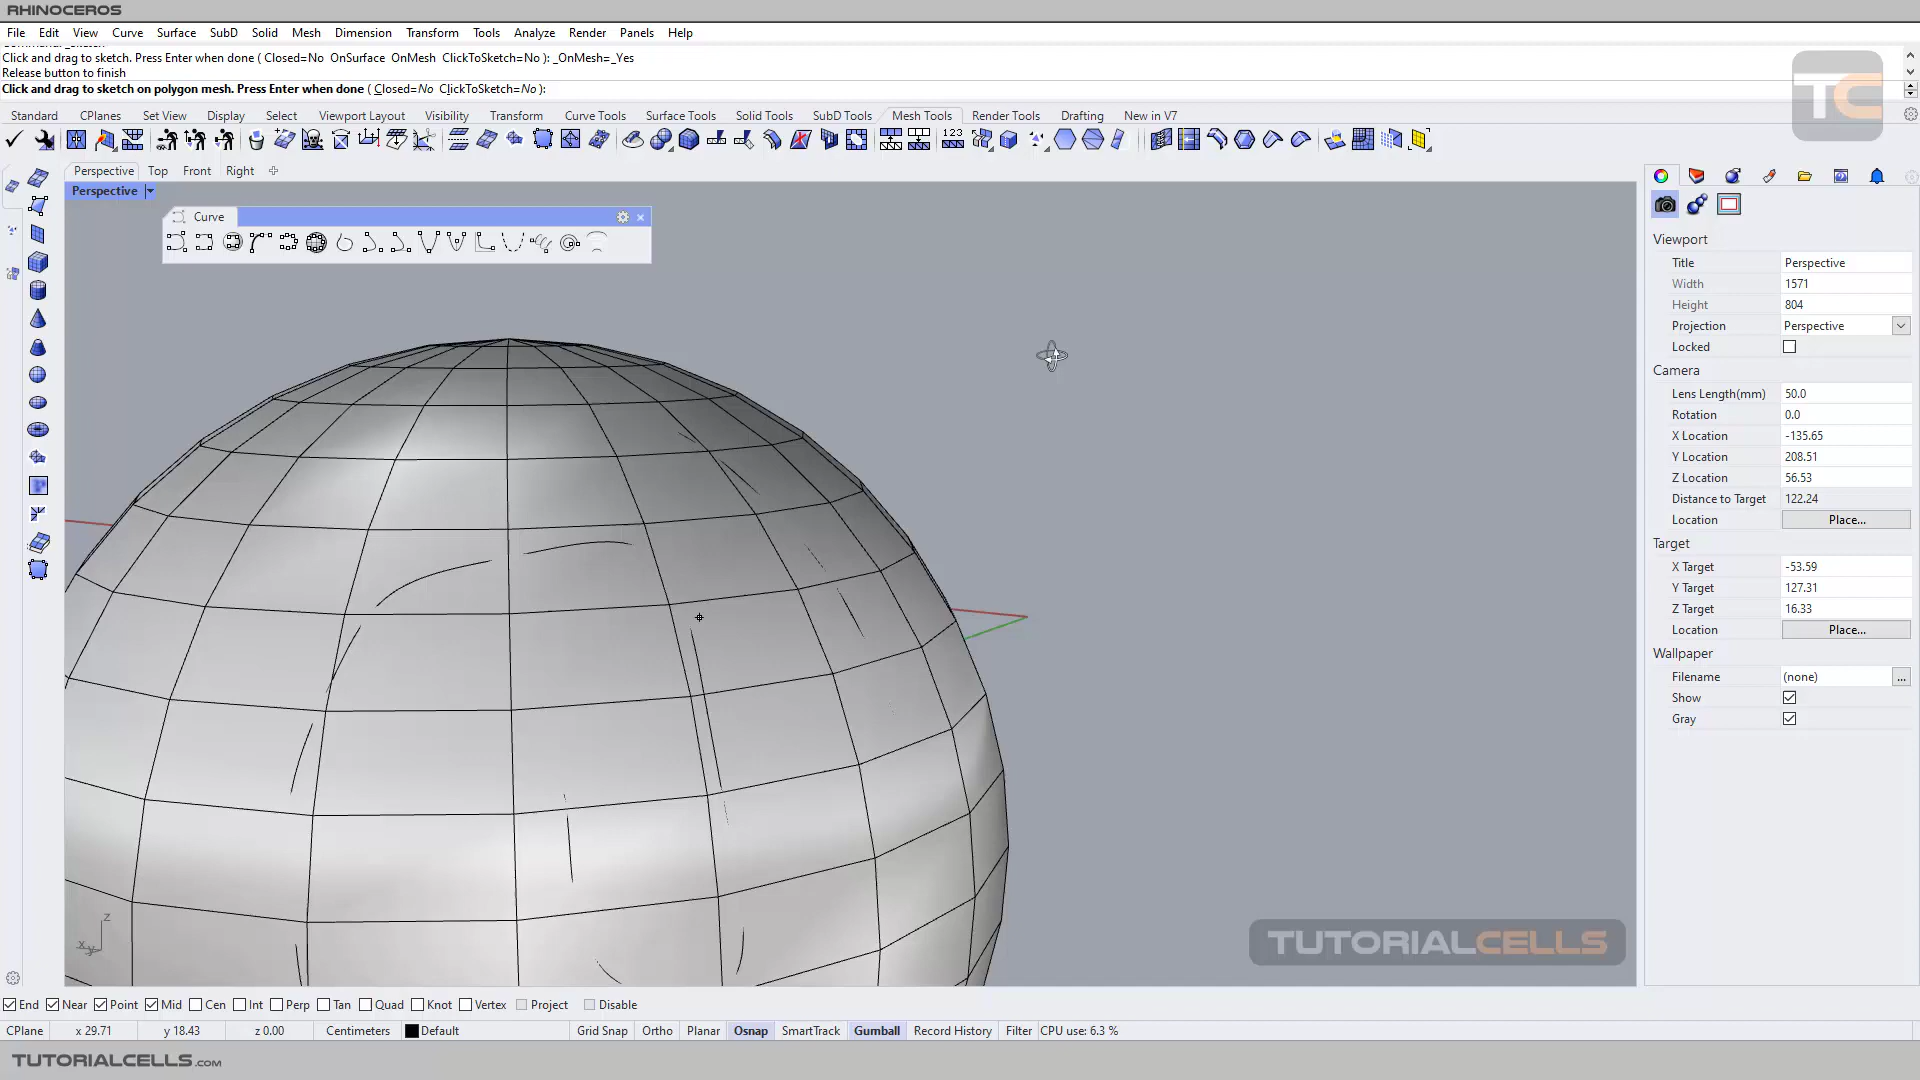 RHINOCEROS
File Edit View Curve Surface SubD Solid Mesh Dimension Transform Tools Analyze Render Panels Help
Click and drag to sketch. Press Enter when done ( Closed=No OnSurface OnMesh ClickToSketch=No ): _OnMesh=_Yes
Release button to finish
Click and drag to sketch on polygon mesh. Press Enter when done ( Closed=No ClickToSketch=No ):
TC
Standard CPlanes Set View Display Select Viewport Layout Visibility Transform Curve Tools Surface Tools Solid Tools SubD Tools Mesh Tools Render Tools Drafting New in V7
123
Perspective Top Front Right
Perspective
Curve
Viewport
Title Perspective
Width 1571
Height 804
Projection Perspective
Locked
Camera
Lens Length(mm) 50.0
Rotation 0.0
X Location -135.65
Y Location 208.51
Z Location 56.53
Distance to Target 122.24
Location Place...
Target
X Target -53.59
Y Target 127.31
Z Target 16.33
Location Place...
Wallpaper
Filename (none) ...
Show
Gray
z
x y
TUTORIALCELLS
End Near Point Mid Cen Int Perp Tan Quad Knot Vertex Project Disable
CPlane x 29.71 y 18.43 z 0.00 Centimeters Default Grid Snap Ortho Planar Osnap SmartTrack Gumball Record History Filter CPU use: 6.3 %
TUTORIALCELLS.COM